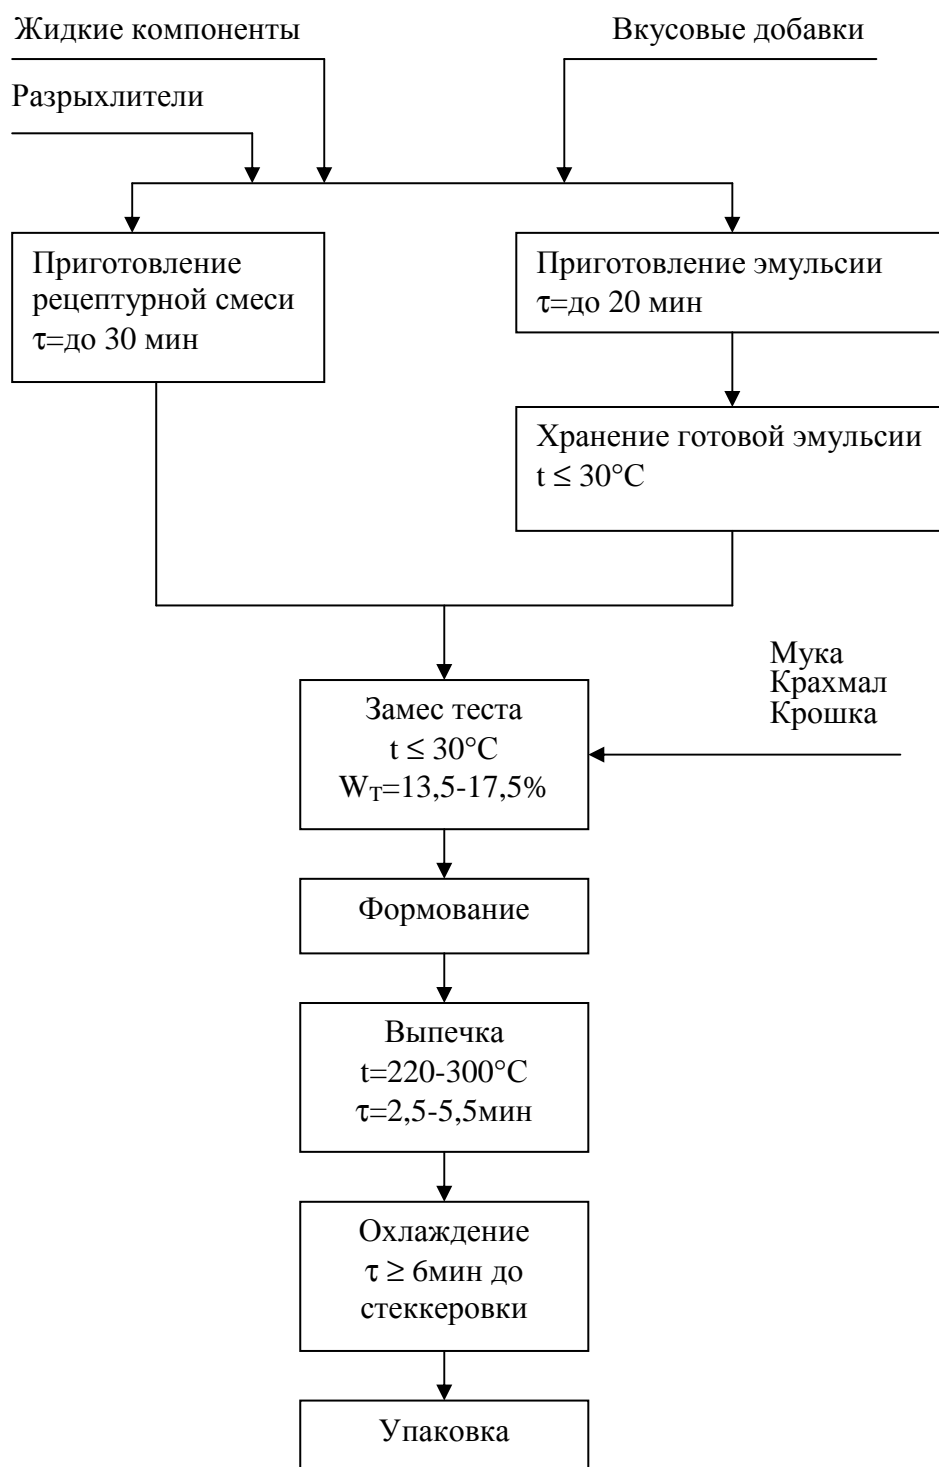 Жидкие компоненты
Вкусовые добавки
Разрыхлители
Приготовление
рецептурной смеси
τ=до 30 мин
Приготовление эмульсии
τ=до 20 мин
Хранение готовой эмульсии
t ≤ 30°C
Мука
Крахмал
Крошка
Замес теста
t ≤ 30°C
Wт=13,5-17,5%
Формование
Выпечка
t=220-300°C
τ=2,5-5,5мин
Охлаждение
τ ≥ 6мин до
стеккеровки
Упаковка